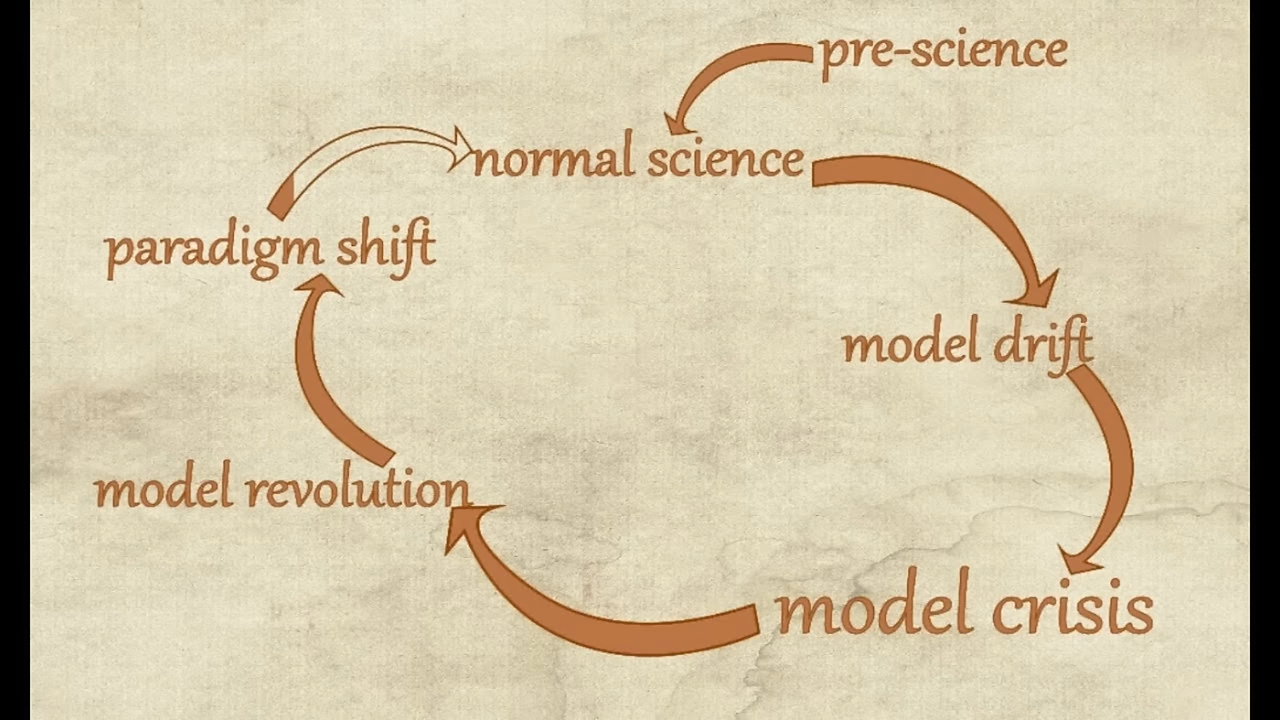 pre-science
normal science
paradigm shift
model drift
model revolution
model crisis